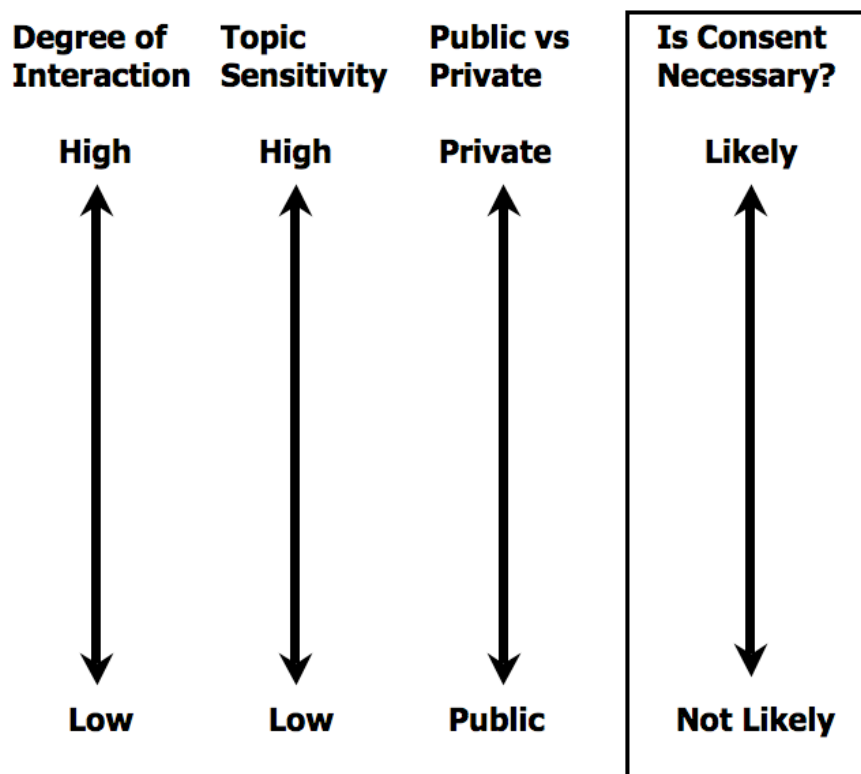 Degree of
Interaction
Topic
Sensitivity
Public vs
Private
Is Consent
Necessary?
High
High
Private
Likely
Low
Low
Public
Not Likely